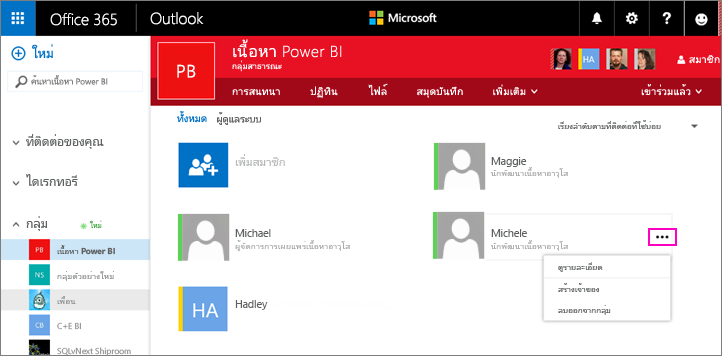 Office 365 Outlook Microsoft ?
ใหม่
ค้นหาเนื้อหา Power BI
ที่ติดต่อของคุณ
ไดเรกทอรี
กลุ่ม ใหม่
PB เนื้อหา Power BI
NS กลุ่มตัวอย่างใหม่
เพื่อน
CB C+E BI
SQLvNext Shiproom
PB
เนื้อหา Power BI
กลุ่มสาธารณะ
HA
สมาชิก
การสนทนา ปฏิทิน ไฟล์ สมุดบันทึก เพิ่มเติม เข้าร่วมแล้ว
ทั้งหมด ผู้ดูแลระบบ
เรียงลำดับตามที่ติดต่อที่ใช้บ่อย
เพิ่มสมาชิก
Maggie
นักพัฒนาเนื้อหาอาวุโส
Michael
ผู้จัดการการเผยแพร่เนื้อหาอาวุโส
Michele
นักพัฒนาเนื้อหาอาวุโส
HA Hadley
ดูรายละเอียด
สร้างเจ้าของ
ลบออกจากกลุ่ม